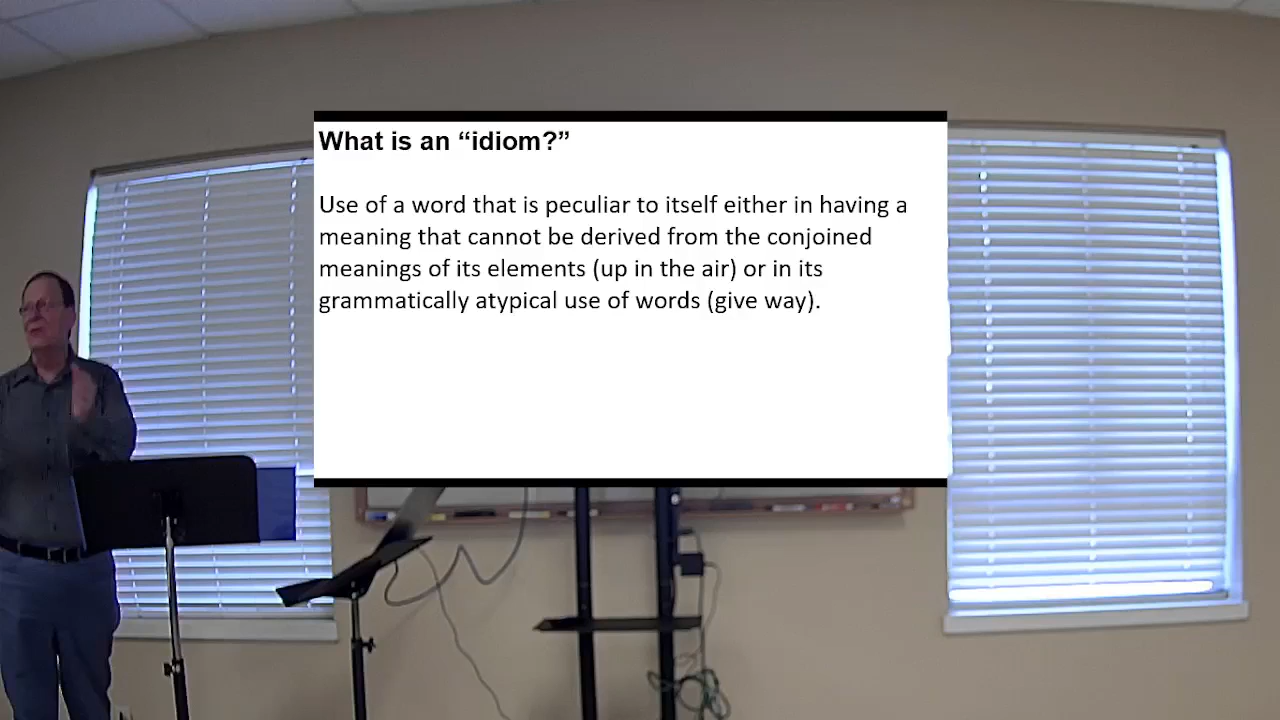 What is an “idiom?”
Use of a word that is peculiar to itself either in having a
meaning that cannot be derived from the conjoined
meanings of its elements (up in the air) or in its
grammatically atypical use of words (give way).